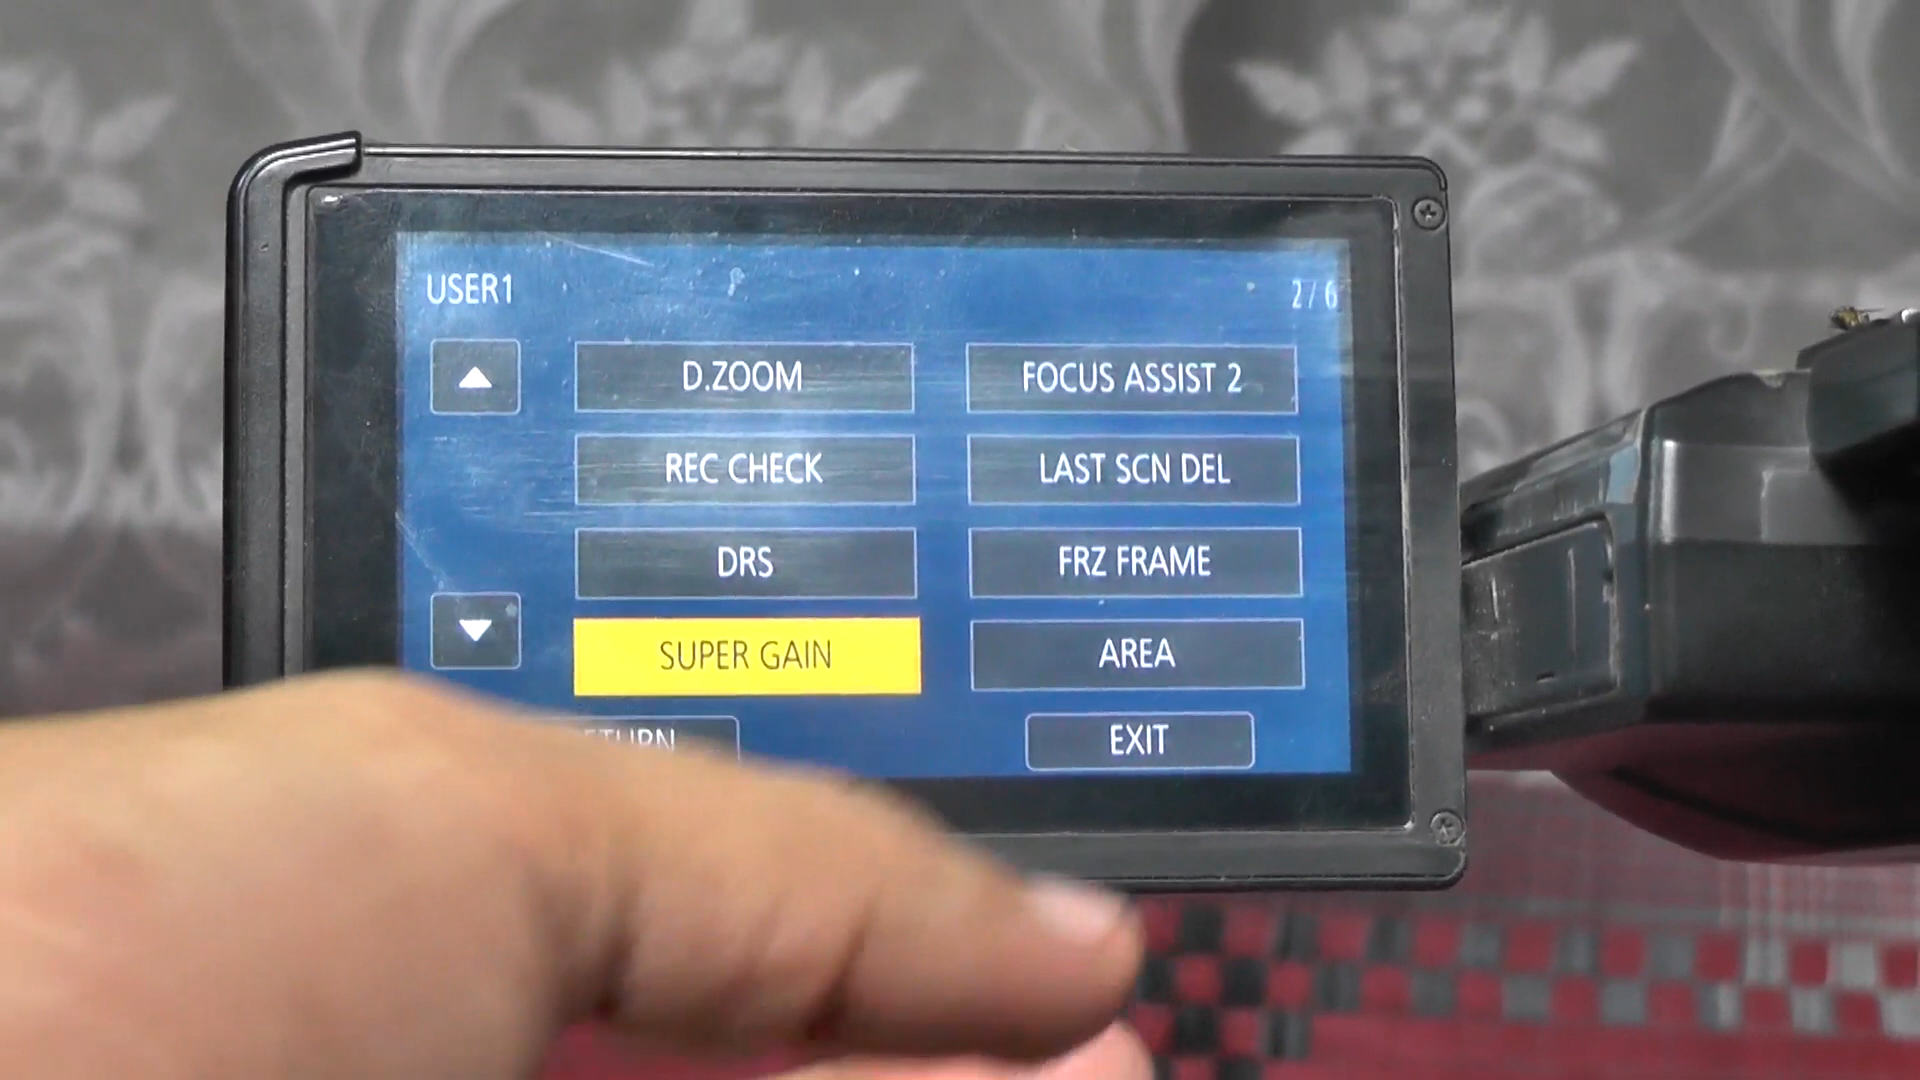 USER1
2/6
D.ZOOM
FOCUS ASSIST 2
REC CHECK
LAST SCN DEL
DRS
FRZ FRAME
SUPER GAIN
AREA
EXIT